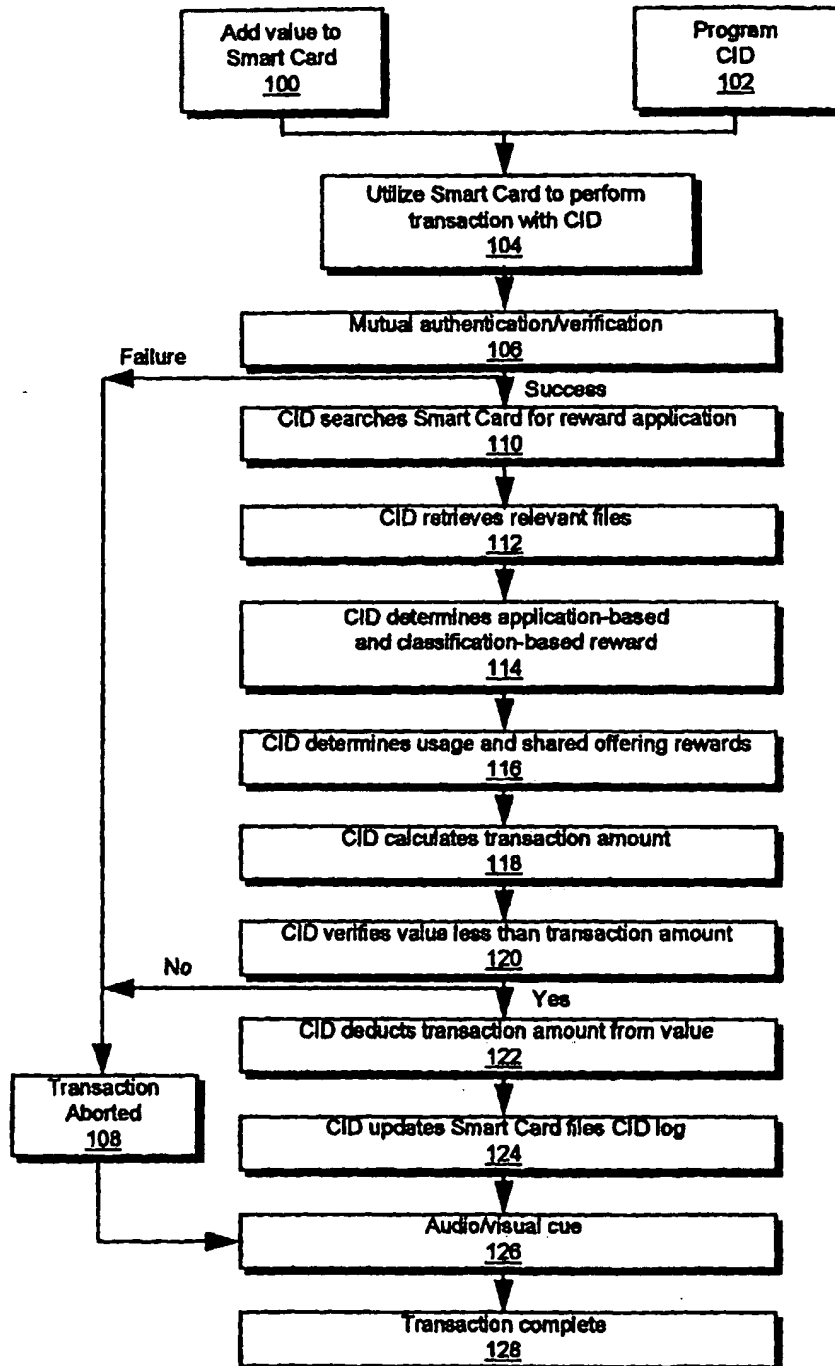 Add value to
Smart Card
100
Program
CID
102
Utilize Smart Card to perform
transaction with CID
104
Mutual authentication/verification
106
Failure
Success
CID searches Smart Card for reward application
110
CID retrieves relevant files
112
CID determines application-based
and classification-based reward
114
CID determines usage and shared offering rewards
116
CID calculates transaction amount
118
CID verifies value less than transaction amount
120
No
Yes
CID deducts transaction amount from value
122
Transaction
Aborted
108
CID updates Smart Card files CID log
124
Audio/visual cue
126
Transaction complete
128